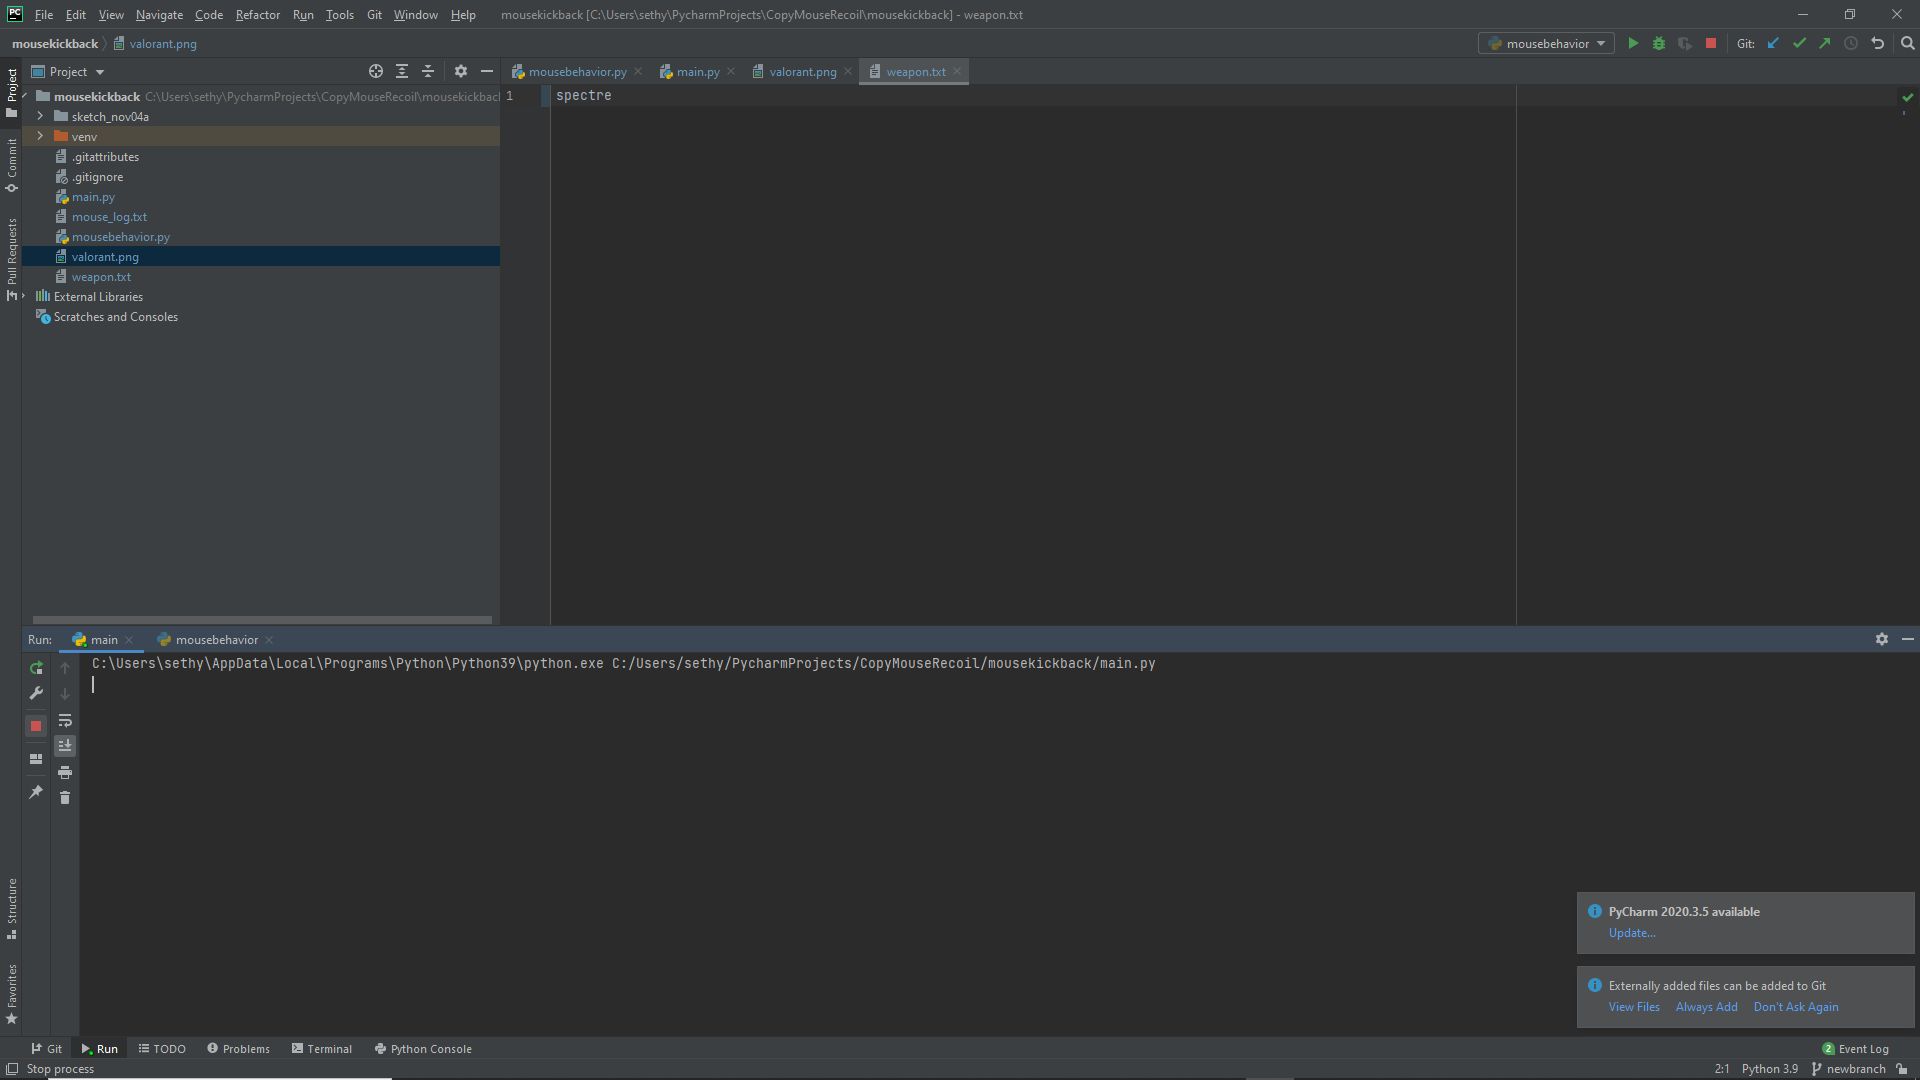 PC File Edit View Navigate Code Refactor Run Tools Git Window Help mousekickback [C:\Users\sethy\PycharmProjects\CopyMouseRecoil\mousekickback] - weapon.txt
mousekickback valorant.png mousebehavior Git:
Project
mousebehavior.py main.py valorant.png weapon.txt
mousekickback C:\Users\sethy\PycharmProjects\CopyMouseRecoil\mousekickbac
1 spectre
sketch_nov04a
venv
.gitattributes
.gitignore
main.py
mouse_log.txt
mousebehavior.py
valorant.png
weapon.txt
External Libraries
Scratches and Consoles
Project
Commit
Pull Requests
Run: main mousebehavior
C:\Users\sethy\AppData\Local\Programs\Python\Python39\python.exe C:/Users/sethy/PycharmProjects/CopyMouseRecoil/mousekickback/main.py
Structure
Favorites
PyCharm 2020.3.5 available
Update...
Externally added files can be added to Git
View Files Always Add Don't Ask Again
Git Run TODO Problems Terminal Python Console 2 Event Log
Stop process 2:1 Python 3.9 newbranch